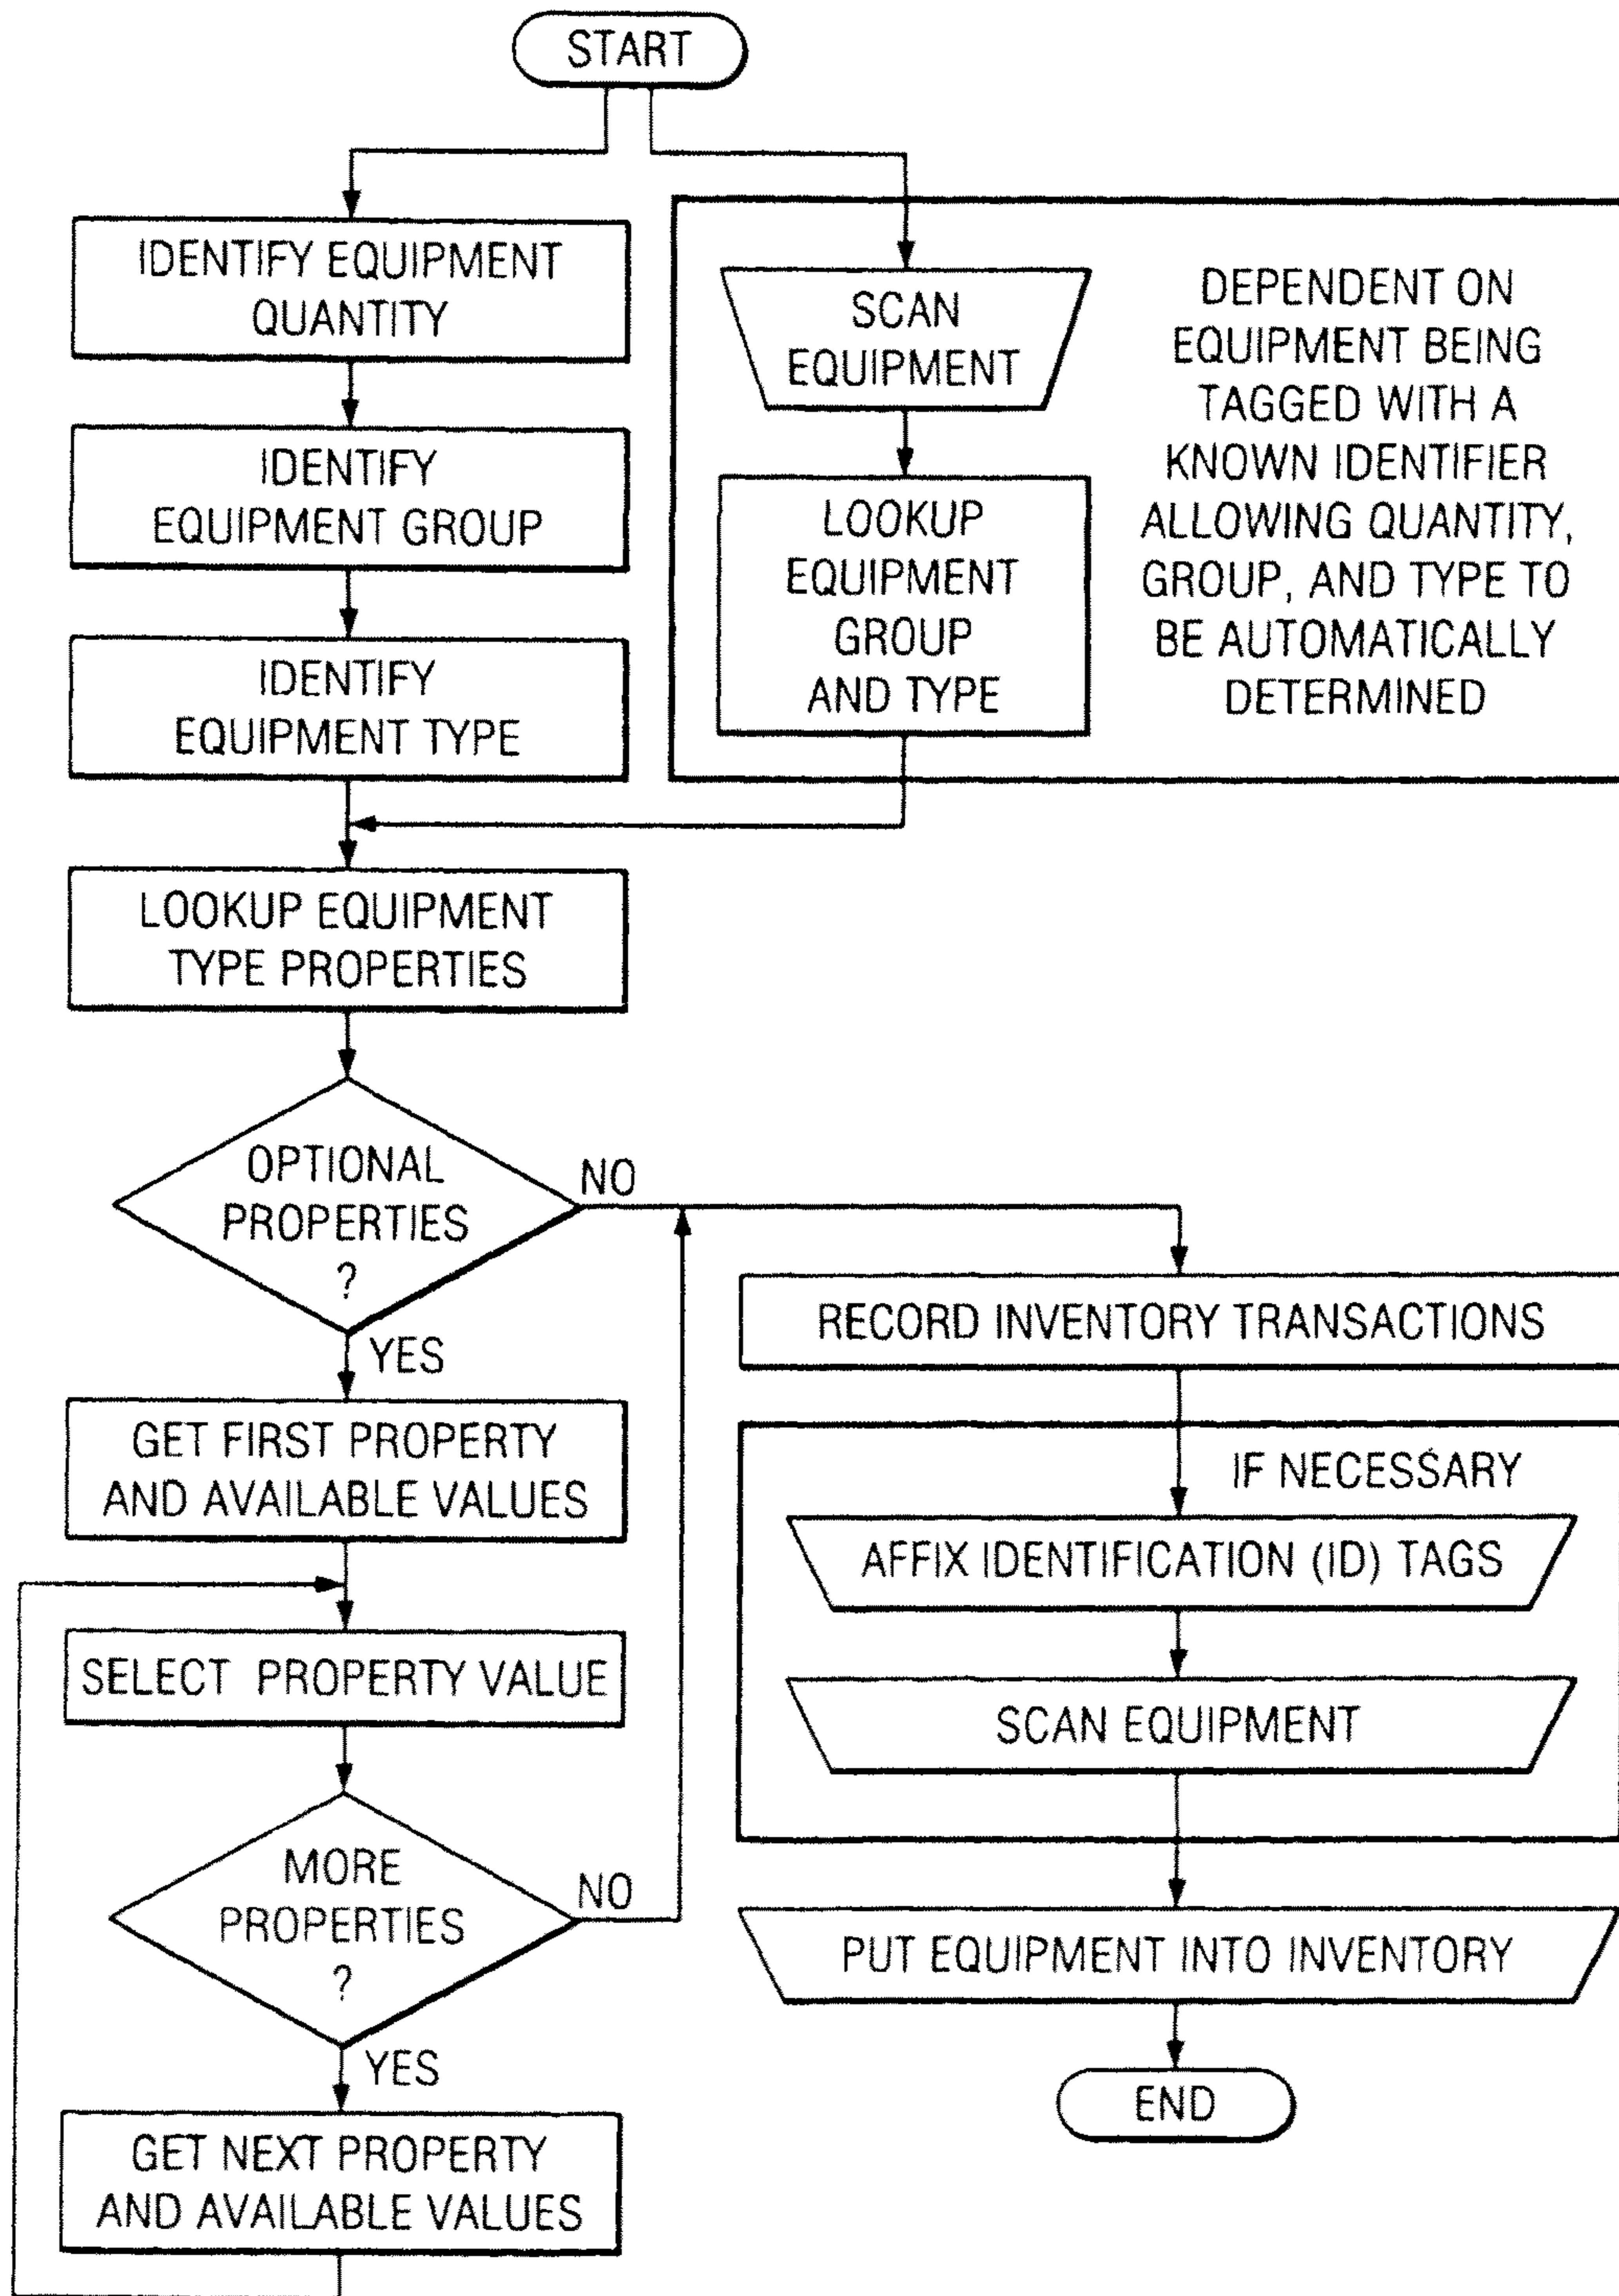 START
IDENTIFY EQUIPMENT
QUANTITY
IDENTIFY
EQUIPMENT GROUP
IDENTIFY
EQUIPMENT TYPE
SCAN
EQUIPMENT
LOOKUP
EQUIPMENT
GROUP
AND TYPE
DEPENDENT ON
EQUIPMENT BEING
TAGGED WITH A
KNOWN IDENTIFIER
ALLOWING QUANTITY,
GROUP, AND TYPE TO
BE AUTOMATICALLY
DETERMINED
LOOKUP EQUIPMENT
TYPE PROPERTIES
OPTIONAL
PROPERTIES
?
NO
YES
GET FIRST PROPERTY
AND AVAILABLE VALUES
SELECT PROPERTY VALUE
MORE
PROPERTIES
?
NO
YES
GET NEXT PROPERTY
AND AVAILABLE VALUES
RECORD INVENTORY TRANSACTIONS
IF NECESSARY
AFFIX IDENTIFICATION (ID) TAGS
SCAN EQUIPMENT
PUT EQUIPMENT INTO INVENTORY
END